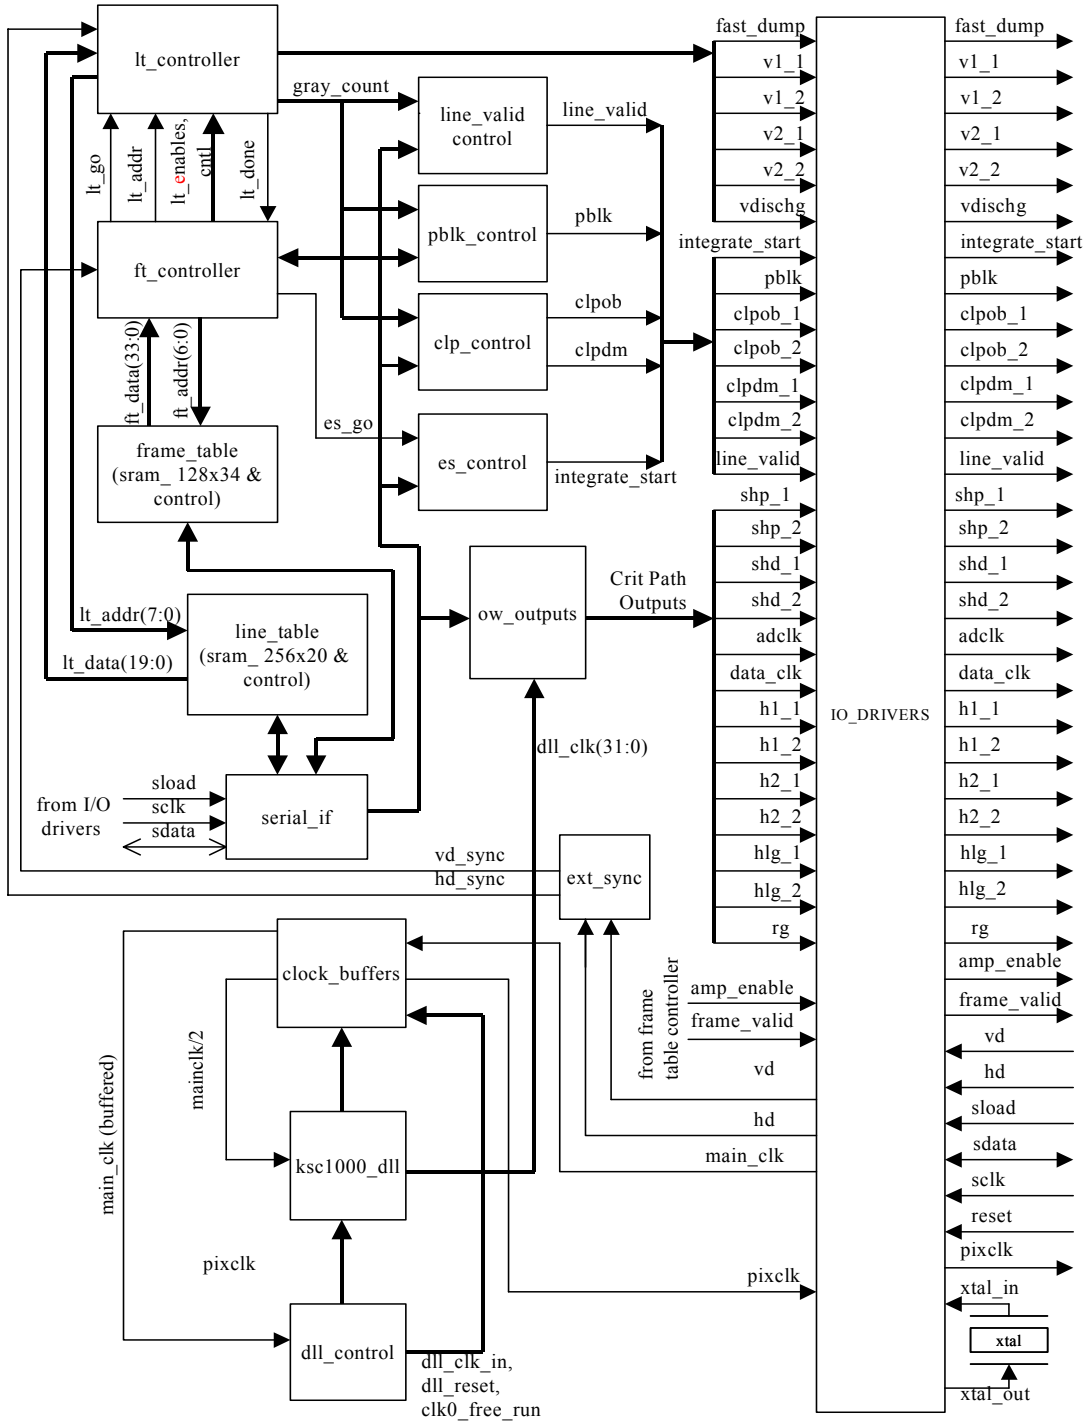 lt_controller
gray_count
lt_go
lt_addr
lt_enables,
cntl
lt_done
ft_controller
ft_data(33:0)
ft_addr(6:0)
es_go
frame_table
(sram_ 128x34 &
control)
lt_addr(7:0)
lt_data(19:0)
line_table
(sram_ 256x20 &
control)
from I/O
drivers
sload
sclk
sdata
serial_if
line_valid
control
line_valid
pblk_control
pblk
clp_control
clpob
clpdm
es_control
integrate_start
ow_outputs
Crit Path
Outputs
dll_clk(31:0)
vd_sync
hd_sync
ext_sync
clock_buffers
mainclk/2
main_clk (buffered)
ksc1000_dll
pixclk
dll_control
dll_clk_in,
dll_reset,
clk0_free_run
fast_dump
v1_1
v1_2
v2_1
v2_2
vdischg
integrate_start
pblk
clpob_1
clpob_2
clpdm_1
clpdm_2
line_valid
shp_1
shp_2
shd_1
shd_2
adclk
data_clk
h1_1
h1_2
h2_1
h2_2
hlg_1
hlg_2
rg
from frame
table controller
amp_enable
frame_valid
vd
hd
main_clk
pixclk
IO_DRIVERS
fast_dump
v1_1
v1_2
v2_1
v2_2
vdischg
integrate_start
pblk
clpob_1
clpob_2
clpdm_1
clpdm_2
line_valid
shp_1
shp_2
shd_1
shd_2
adclk
data_clk
h1_1
h1_2
h2_1
h2_2
hlg_1
hlg_2
rg
amp_enable
frame_valid
vd
hd
sload
sdata
sclk
reset
pixclk
xtal_in
xtal
xtal_out